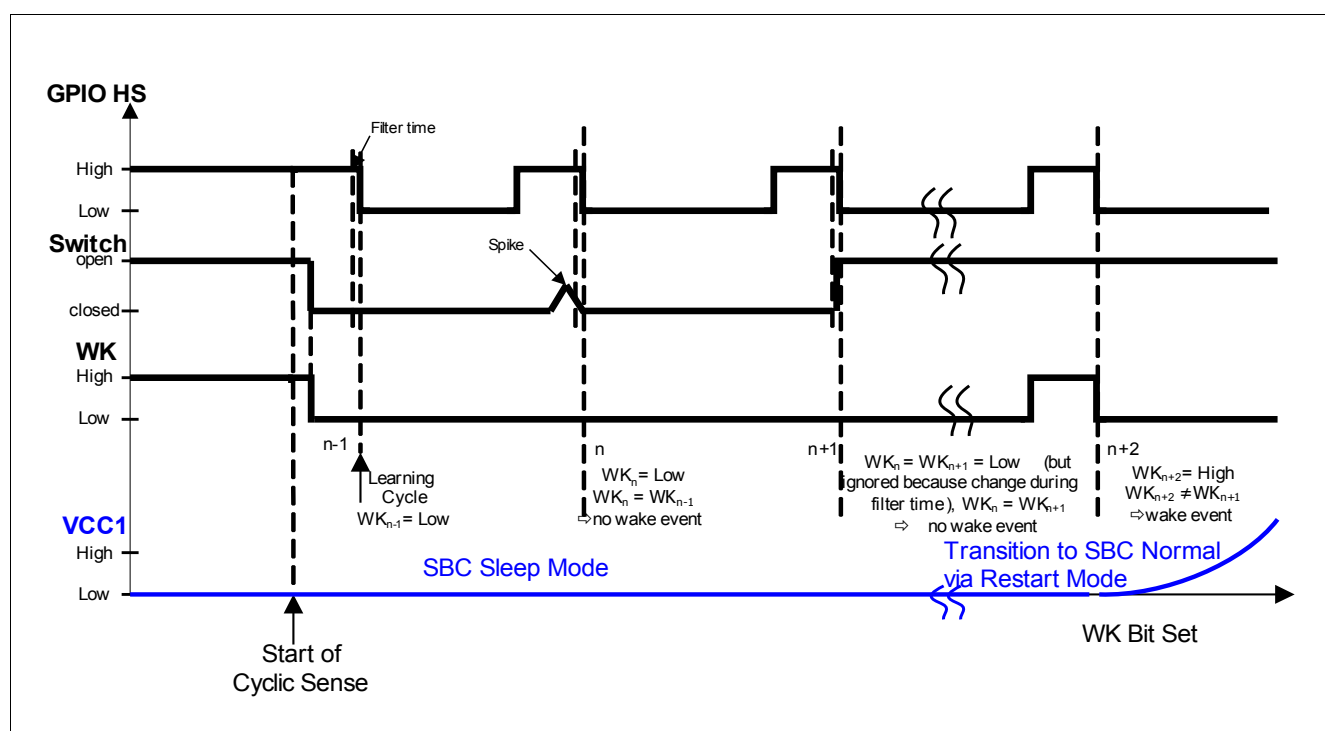 GPIO HS
Filter time
High
Low
Switch
open
Spike
closed
WK
High
Low
n-1
n
n+1
n+2
Learning
Cycle
WKn-1 = Low
WKn = Low
WKn = WKn-1
⇨no wake event
WKn = WKn+1 = Low (but
ignored because change during
filter time), WKn = WKn+1
⇨ no wake event
WKn+2 = High
WKn+2 ≠ WKn+1
⇨wake event
VCC1
High
Low
SBC Sleep Mode
Transition to SBC Normal
via Restart Mode
WK Bit Set
Start of
Cyclic Sense